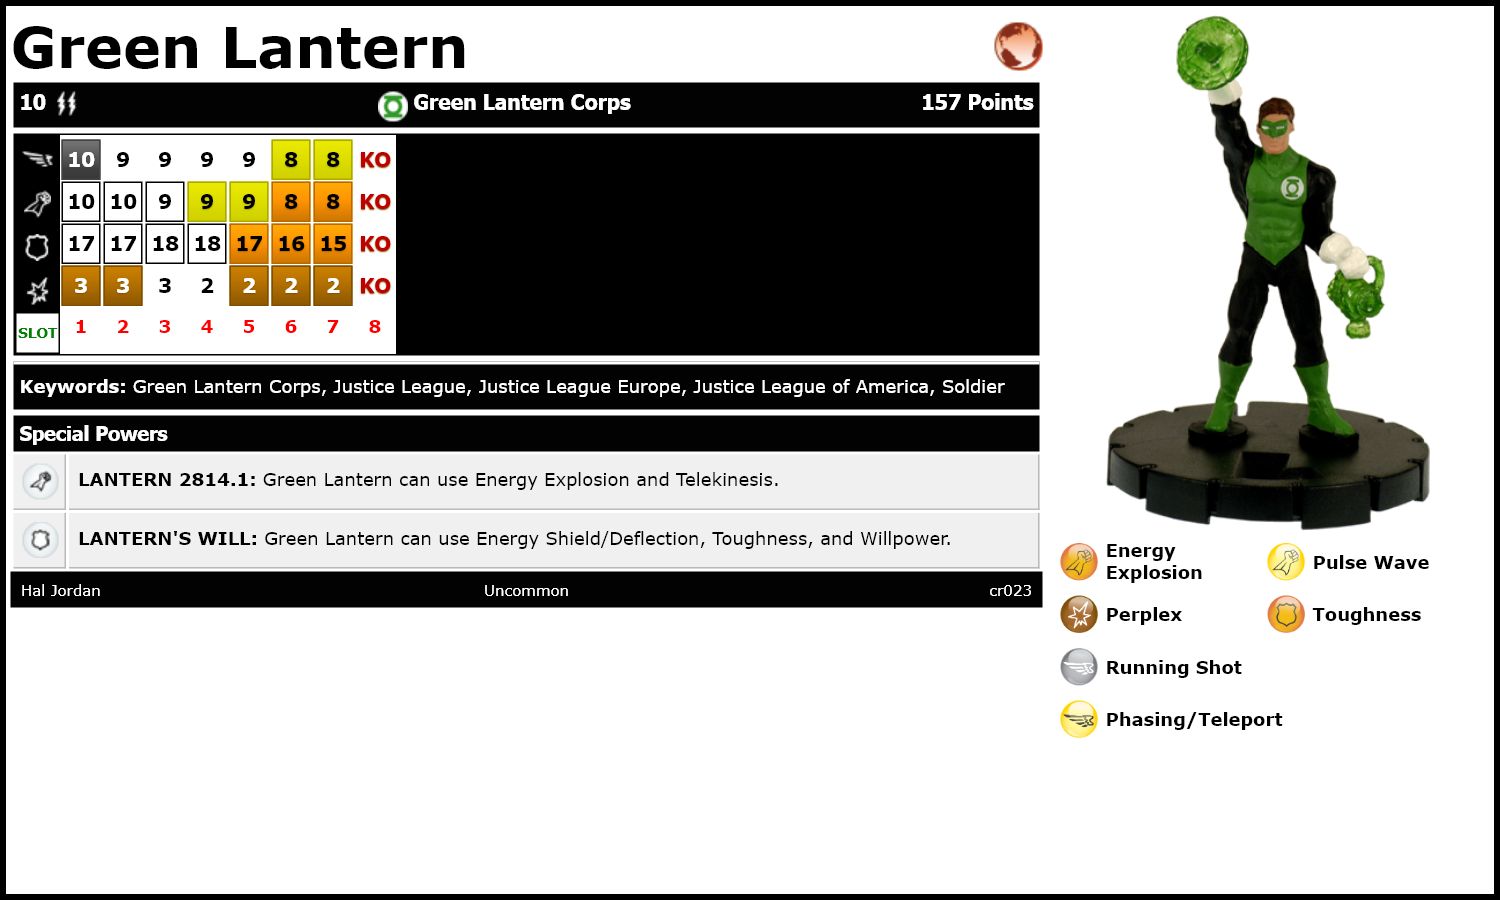 Green Lantern
10 Green Lantern Corps 157 Points
10 9 9 9 9 8 8 KO
10 10 9 9 9 8 8 KO
17 17 18 18 17 16 15 KO
3 3 3 2 2 2 2 KO
SLOT 1 2 3 4 5 6 7 8
Keywords: Green Lantern Corps, Justice League, Justice League Europe, Justice League of America, Soldier
Special Powers
LANTERN 2814.1: Green Lantern can use Energy Explosion and Telekinesis.
LANTERN'S WILL: Green Lantern can use Energy Shield/Deflection, Toughness, and Willpower.
Hal Jordan Uncommon cr023
Energy
Explosion
Pulse Wave
Perplex
Toughness
Running Shot
Phasing/Teleport